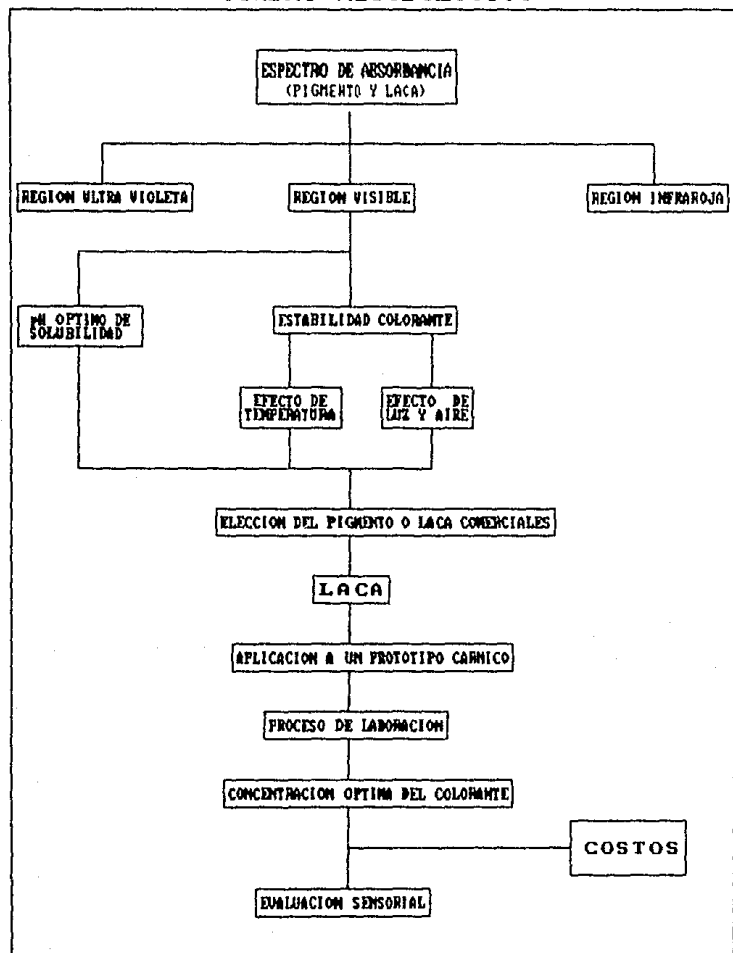 ESPECTRO DE ABSORBANCIA
(PIGMENTO Y LACA)
REGION ULTRA VIOLETA
REGION VISIBLE
REGION INFRAROJA
pH OPTIMO DE
SOLUBILIDAD
ESTABILIDAD COLORANTE
EFECTO DE
TEMPERATURA
EFECTO DE
LUZ Y AIRE
ELECCION DEL PIGMENTO O LACA COMERCIALES
LACA
APLICACION A UN PROTOTIPO CARNICO
PROCESO DE LABORACION
CONCENTRACION OPTIMA DEL COLORANTE
COSTOS
EVALUACION SENSORIAL